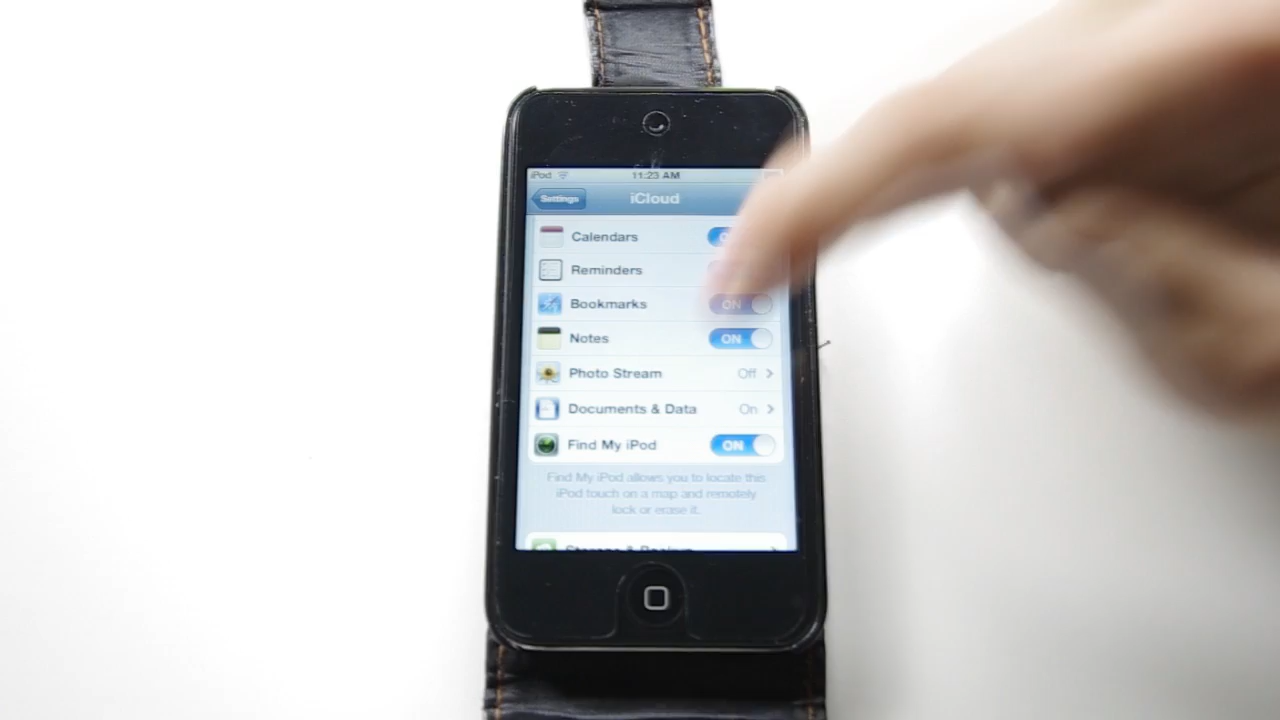 iPod 11:23 AM
Settings iCloud
Calendars
Reminders
Bookmarks ON
Notes ON
Photo Stream Off
Documents & Data On
Find My iPod ON
Find My iPod allows you to locate this
iPod touch on a map and remotely
lock or erase it.
Storage & Backup